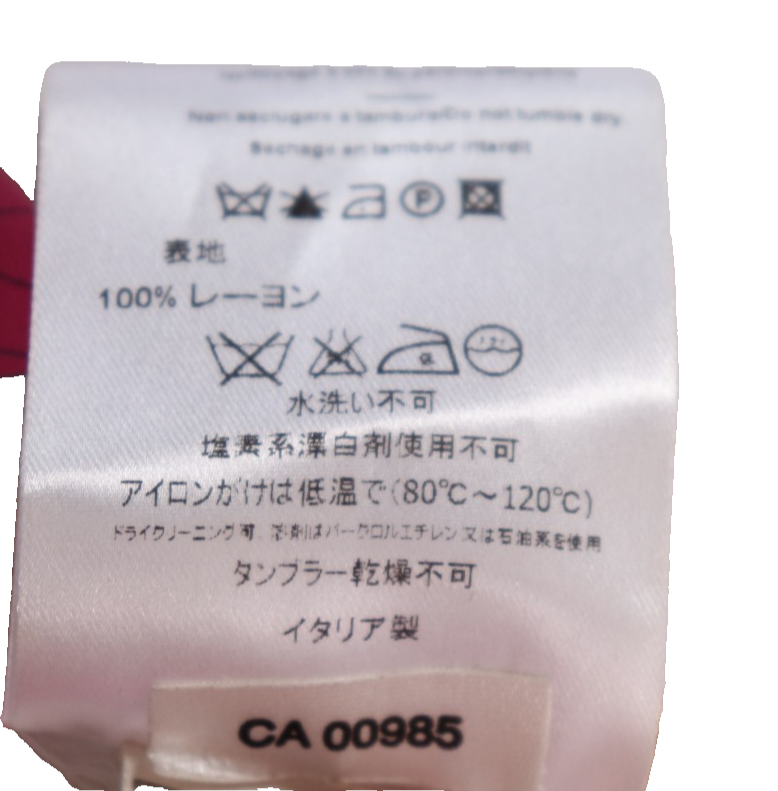 Non asciugare a tamburo/Do not tumble dry
Sechage en tambour interdit
P
表地
100% レーヨン
水洗い不可
塩素系漂白剤使用不可
アイロンがけは低温で(80℃～120℃)
ドライクリーニング可、溶剤はパークロルエチレン又は石油系を使用
タンブラー乾燥不可
イタリア製
CA 00985